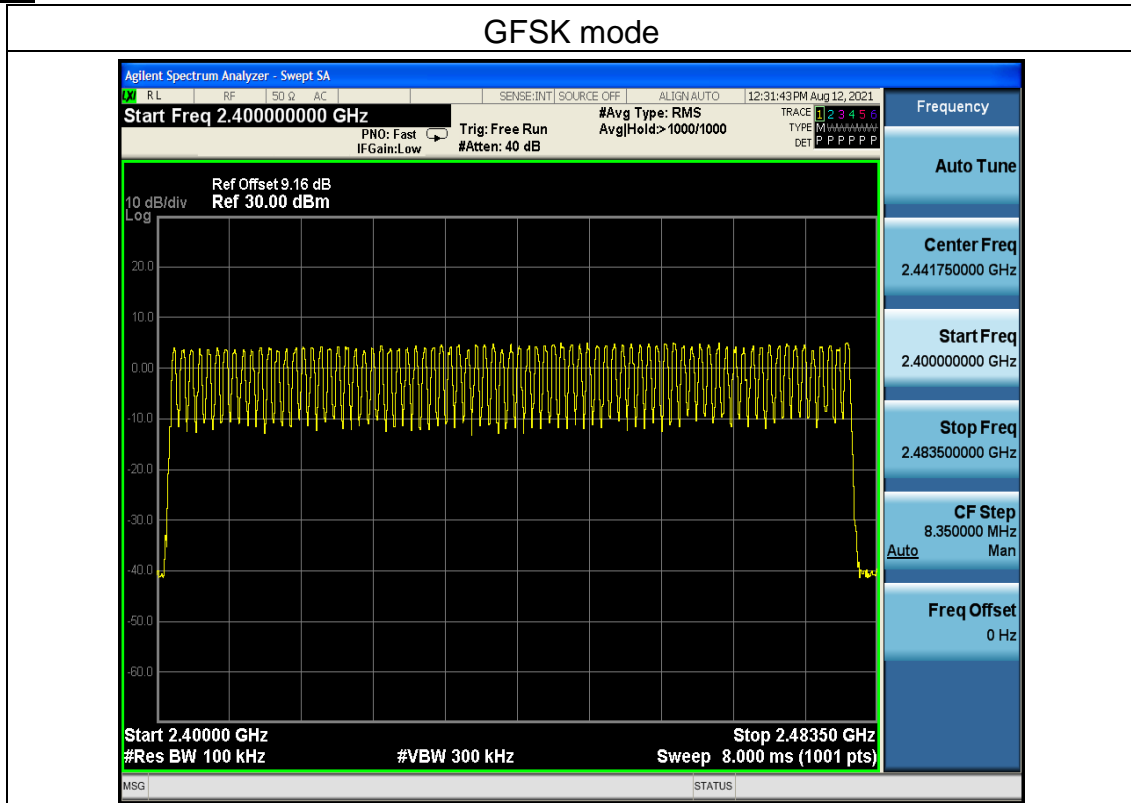 GFSK mode
Agilent Spectrum Analyzer - Swept SA
LXI RL RF 50 Ω AC SENSE:INT SOURCE OFF ALIGN AUTO 12:31:43 PM Aug 12, 2021
Start Freq 2.400000000 GHz
#Avg Type: RMS
TRACE 1 2 3 4 5 6
PNO: Fast
Trig: Free Run
Avg|Hold:>1000/1000
TYPE M
IFGain:Low
#Atten: 40 dB
DET P P P P P P
Ref Offset 9.16 dB
10 dB/div Ref 30.00 dBm
Log
20.0
10.0
0.00
-10.0
-20.0
-30.0
-40.0
-50.0
-60.0
Start 2.40000 GHz Stop 2.48350 GHz
#Res BW 100 kHz #VBW 300 kHz Sweep 8.000 ms (1001 pts)
MSG STATUS
Frequency
Auto Tune
Center Freq
2.441750000 GHz
Start Freq
2.400000000 GHz
Stop Freq
2.483500000 GHz
CF Step
8.350000 MHz
Auto Man
Freq Offset
0 Hz